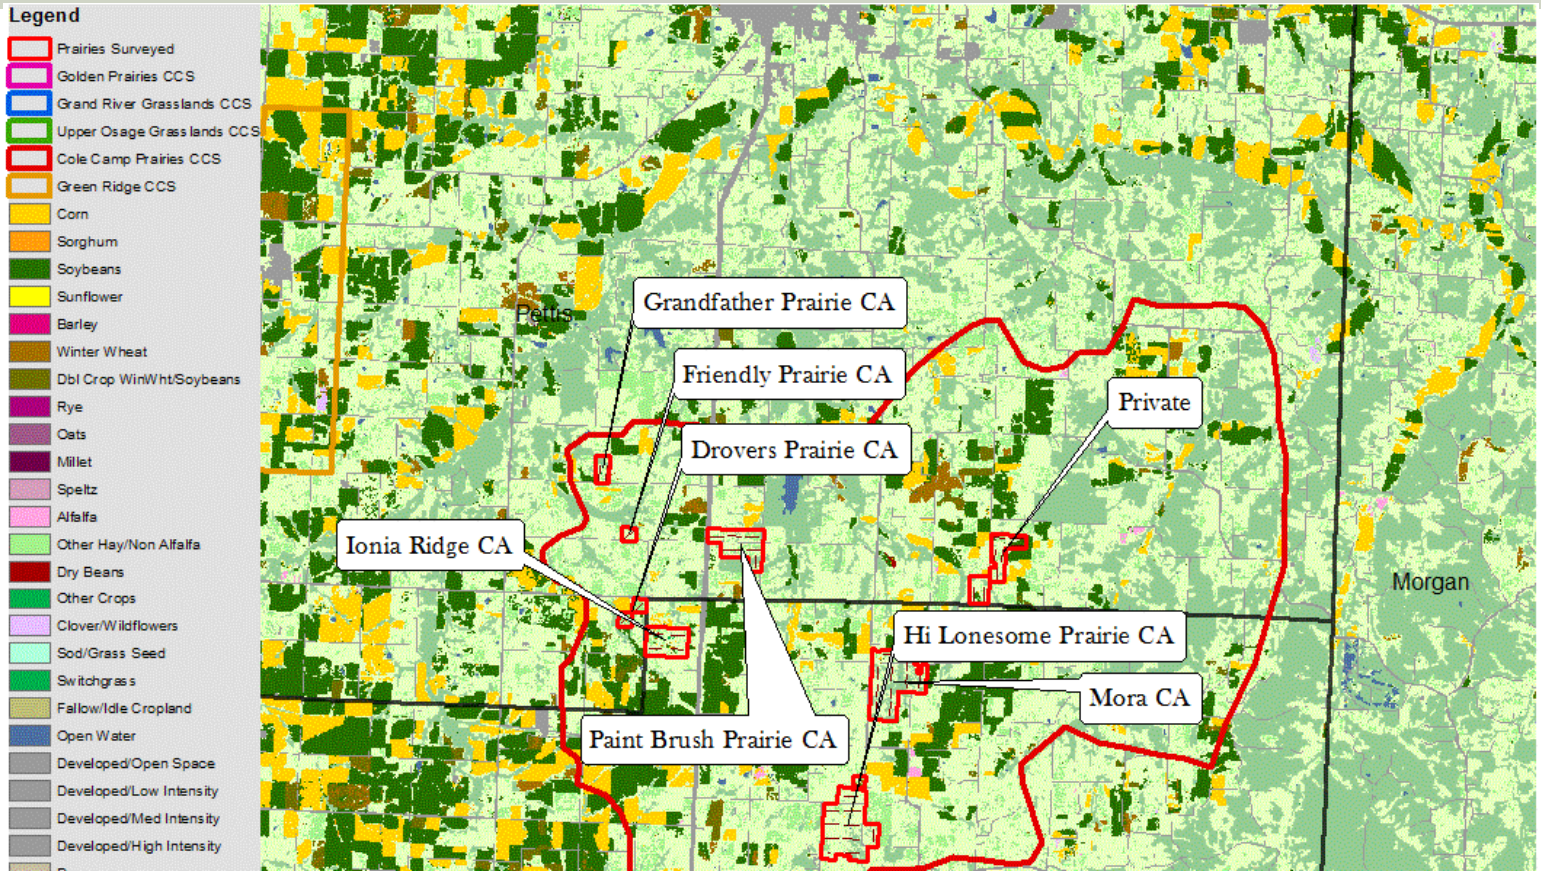 Legend
Prairies Surveyed
Golden Prairies CCS
Grand River Grasslands CCS
Upper Osage Grasslands CCS
Cole Camp Prairies CCS
Green Ridge CCS
Corn
Sorghum
Soybeans
Sunflower
Barley
Winter Wheat
Dbl Crop WinWht/Soybeans
Rye
Oats
Millet
Speltz
Alfalfa
Other Hay/Non Alfalfa
Dry Beans
Other Crops
Clover/Wildflowers
Sod/Grass Seed
Switchgrass
Fallow/Idle Cropland
Open Water
Developed/Open Space
Developed/Low Intensity
Developed/Med Intensity
Developed/High Intensity
Grandfather Prairie CA
Pettis
Friendly Prairie CA
Private
Drovers Prairie CA
Ionia Ridge CA
Morgan
Hi Lonesome Prairie CA
Mora CA
Paint Brush Prairie CA